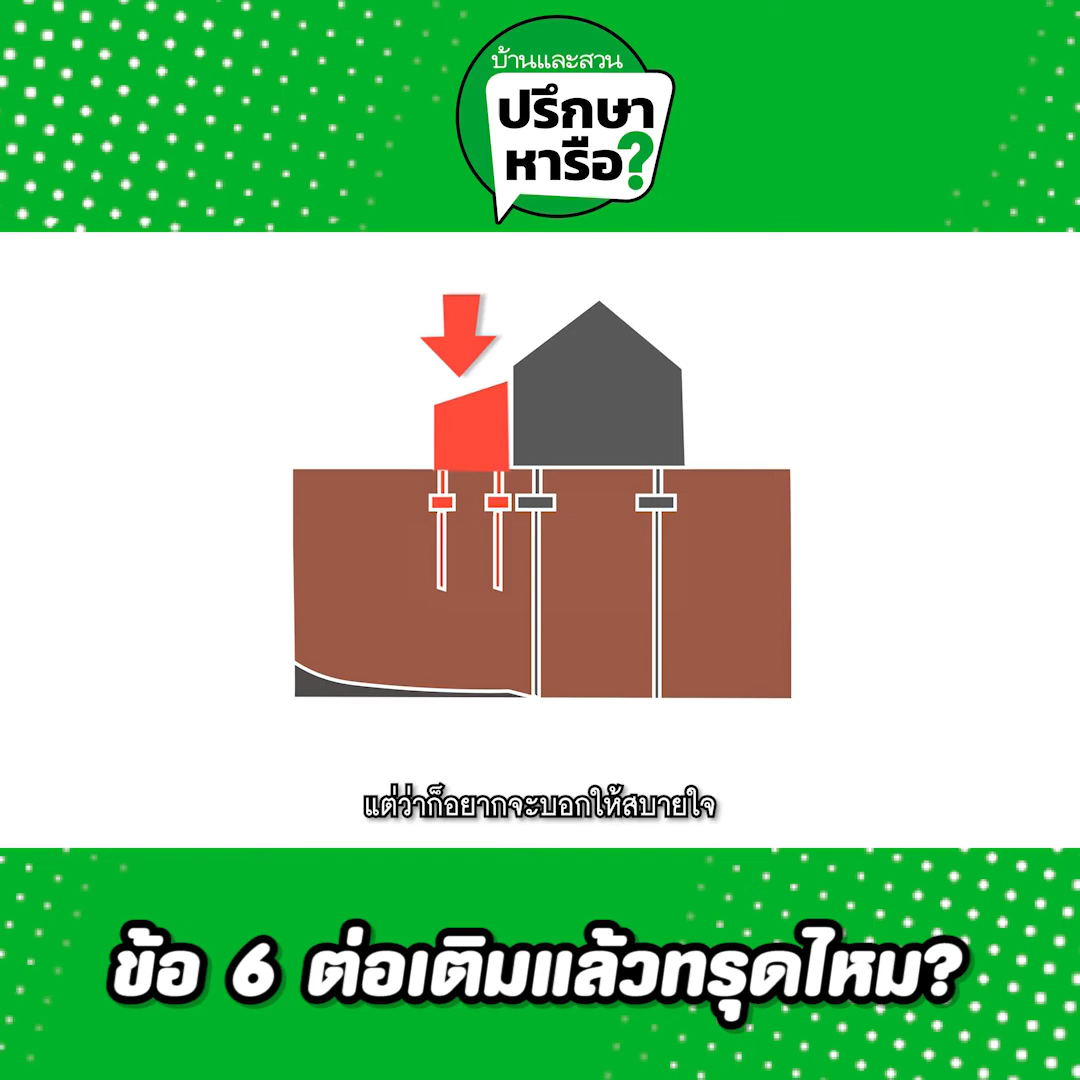 บ้านและสวน
ปรึกษา
หารือ?
แต่ว่าก็อยากจะบอกให้สบายใจ
ข้อ 6 ต่อเติมแล้วทรุดไหม?